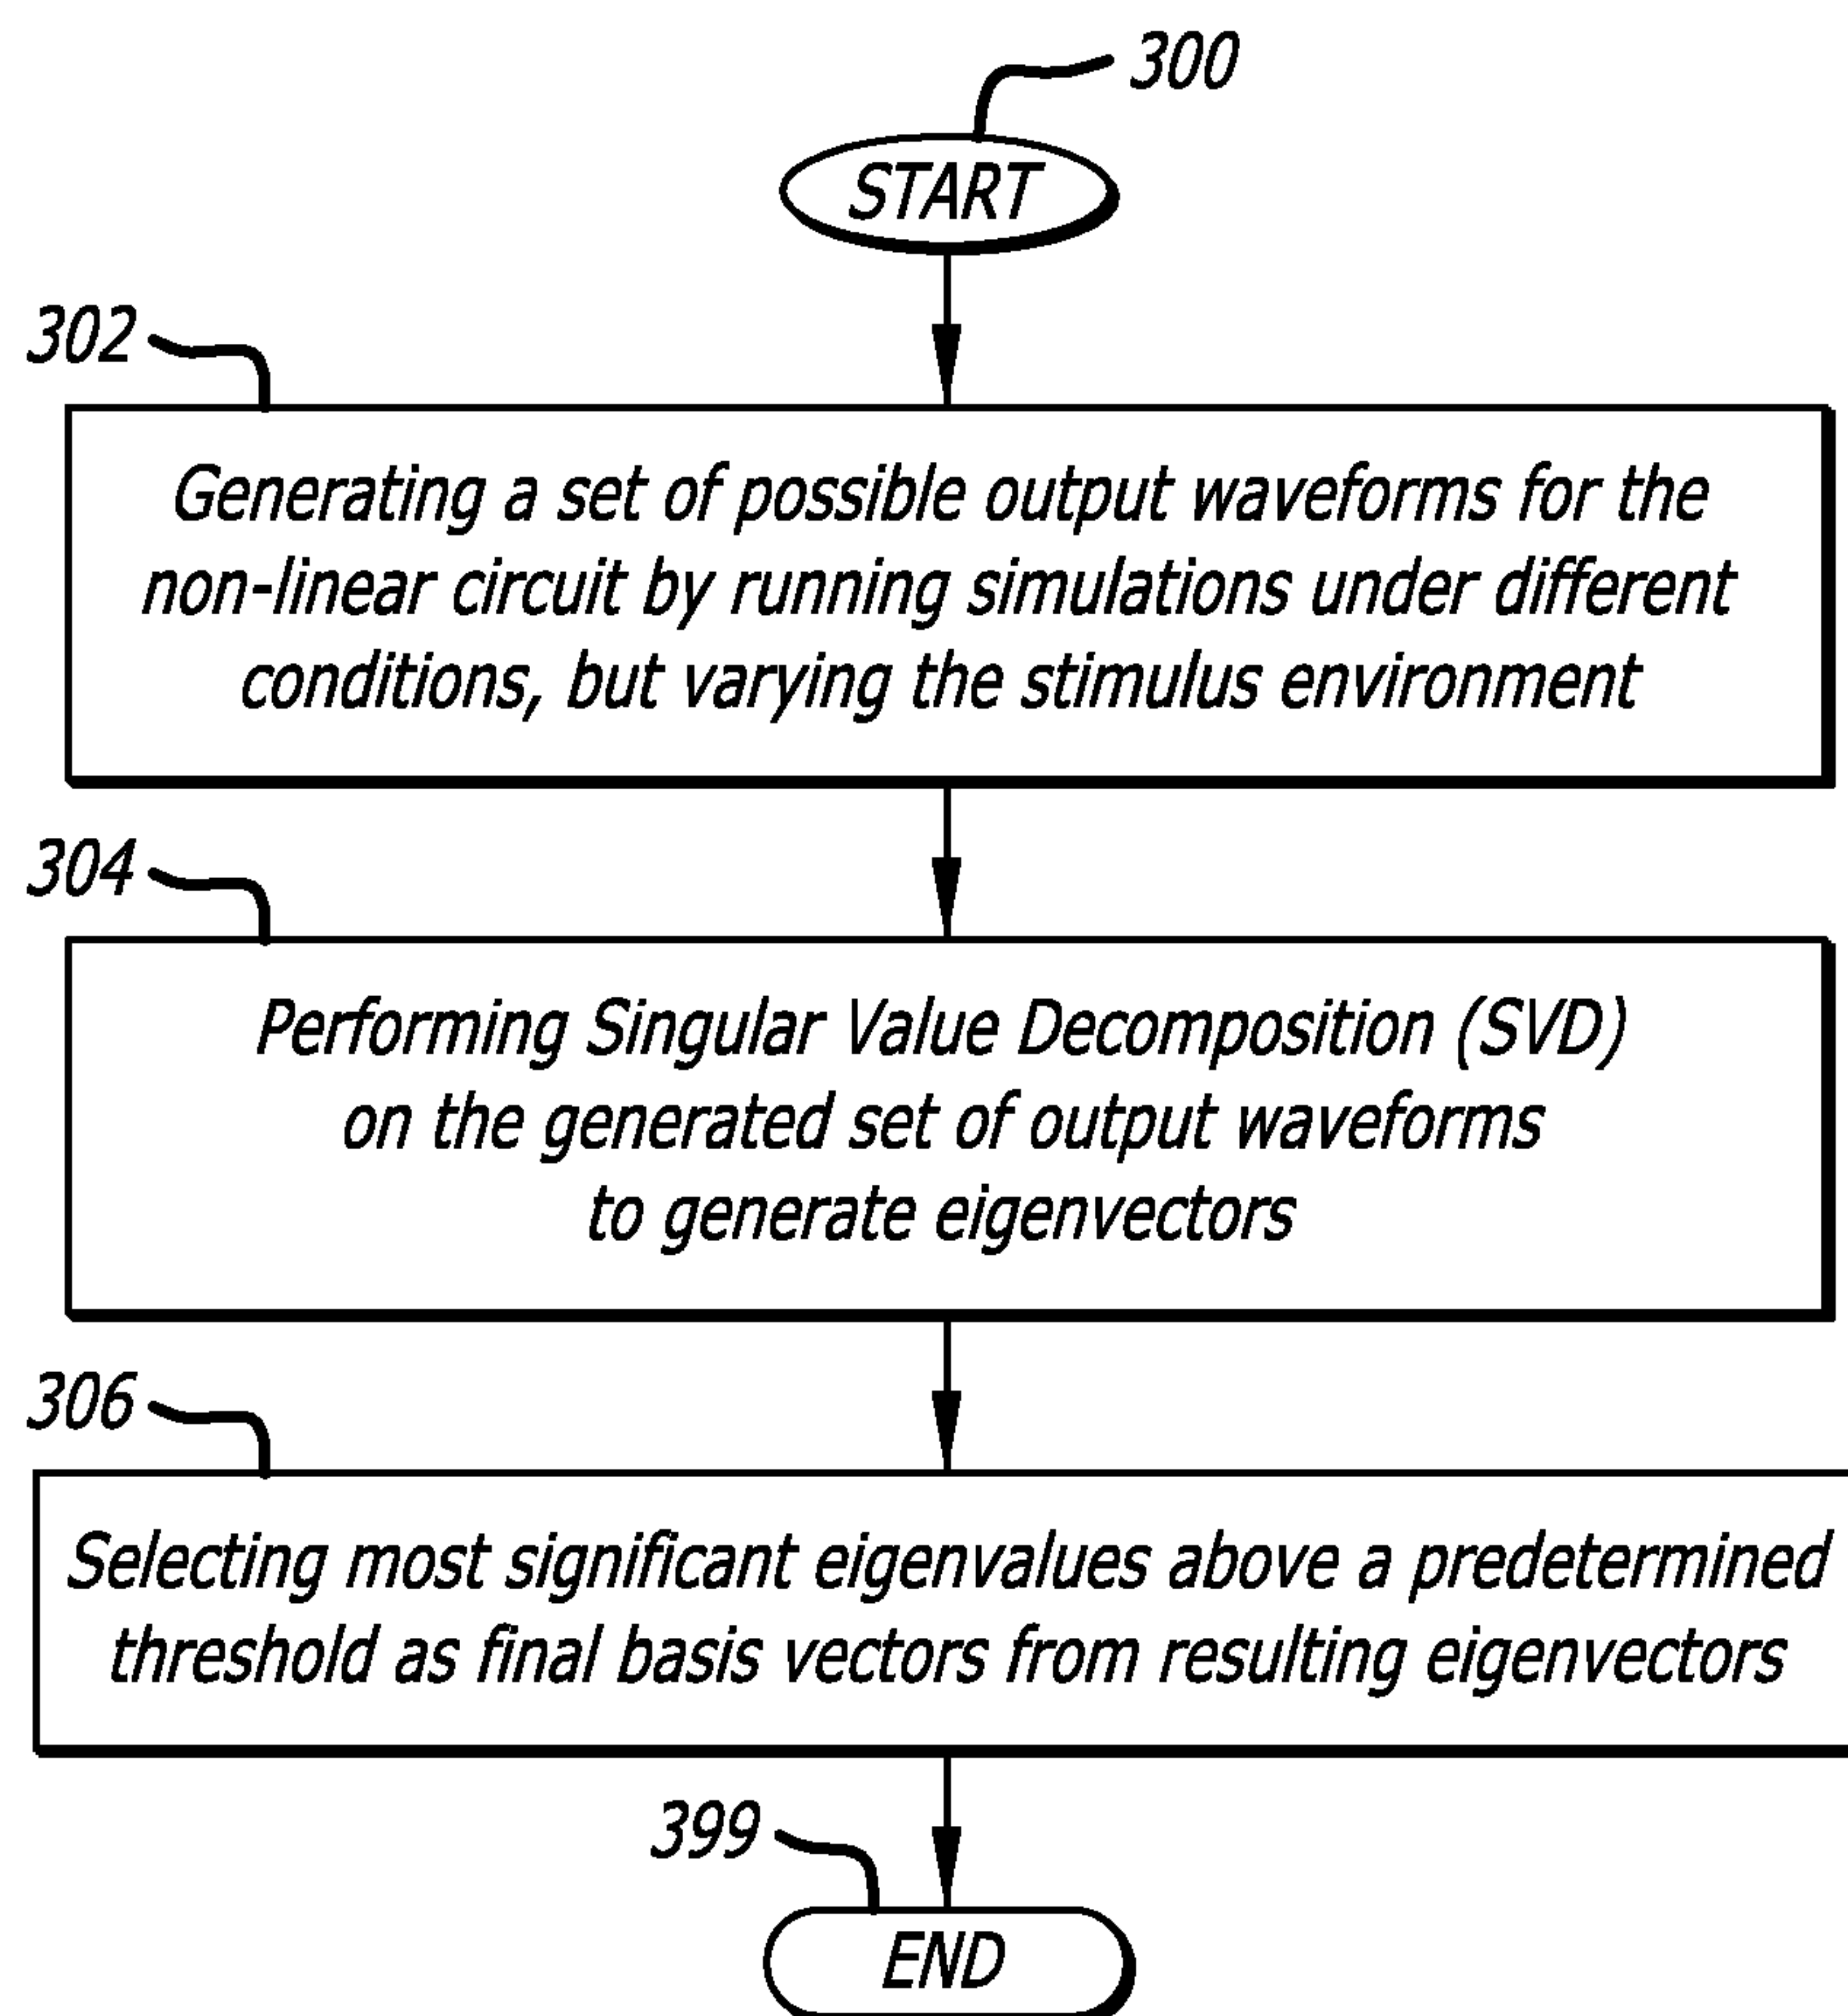 300
START
302
Generating a set of possible output waveforms for the
non-linear circuit by running simulations under different
conditions, but varying the stimulus environment
304
Performing Singular Value Decomposition (SVD)
on the generated set of output waveforms
to generate eigenvectors
306
Selecting most significant eigenvalues above a predetermined
threshold as final basis vectors from resulting eigenvectors
399
END